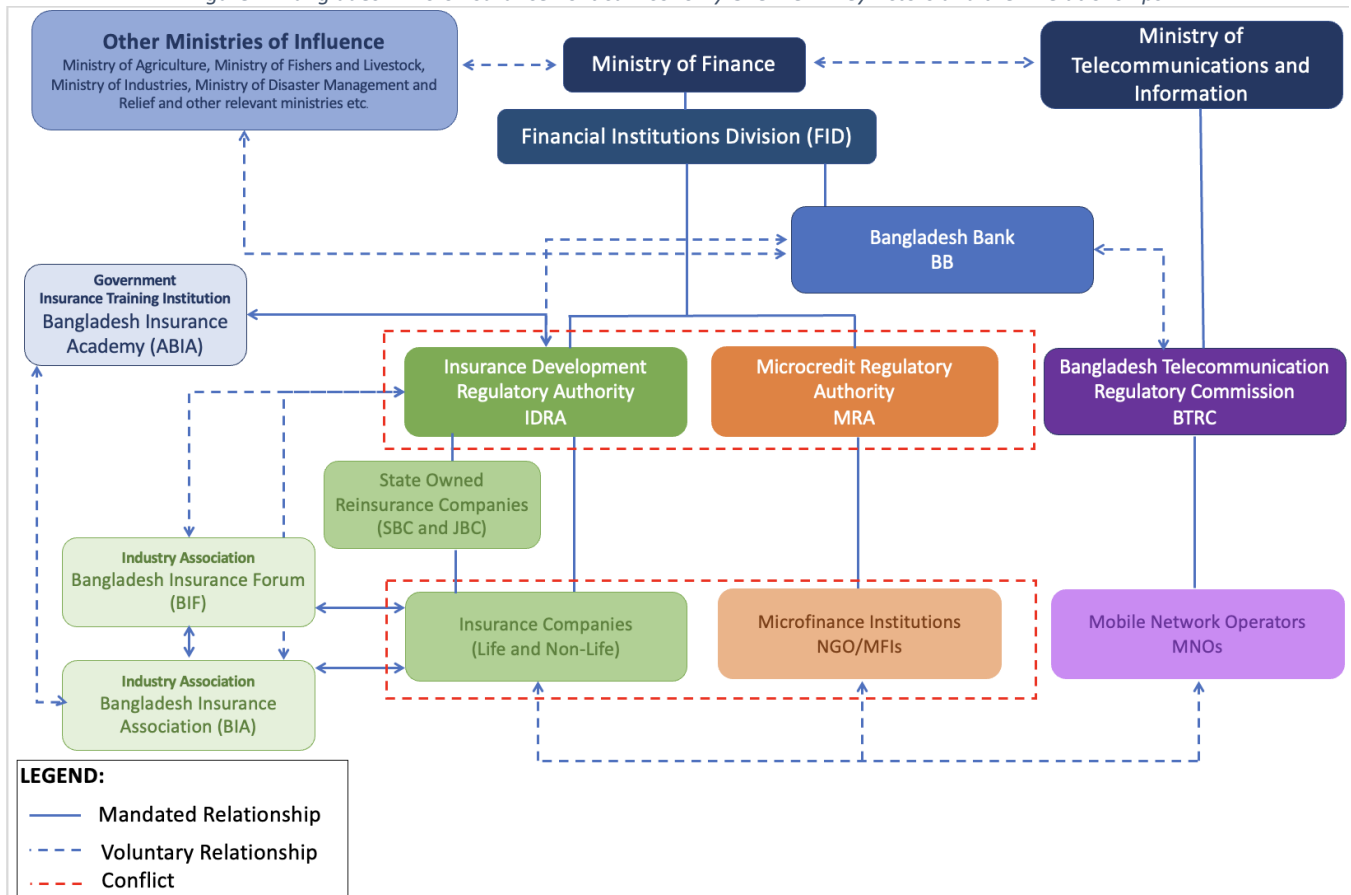 Other Ministries of Influence
Ministry of Agriculture, Ministry of Fishers and Livestock,
Ministry of Industries, Ministry of Disaster Management and
Relief and other relevant ministries etc.
Ministry of Finance
Ministry of
Telecommunications and
Information
Financial Institutions Division (FID)
Bangladesh Bank
BB
Government
Insurance Training Institution
Bangladesh Insurance
Academy (ABIA)
Insurance Development
Regulatory Authority
IDRA
Microcredit Regulatory
Authority
MRA
Bangladesh Telecommunication
Regulatory Commission
BTRC
State Owned
Reinsurance Companies
(SBC and JBC)
Industry Association
Bangladesh Insurance Forum
(BIF)
Insurance Companies
(Life and Non-Life)
Microfinance Institutions
NGO/MFIs
Mobile Network Operators
MNOs
Industry Association
Bangladesh Insurance
Association (BIA)
LEGEND:
Mandated Relationship
Voluntary Relationship
Conflict